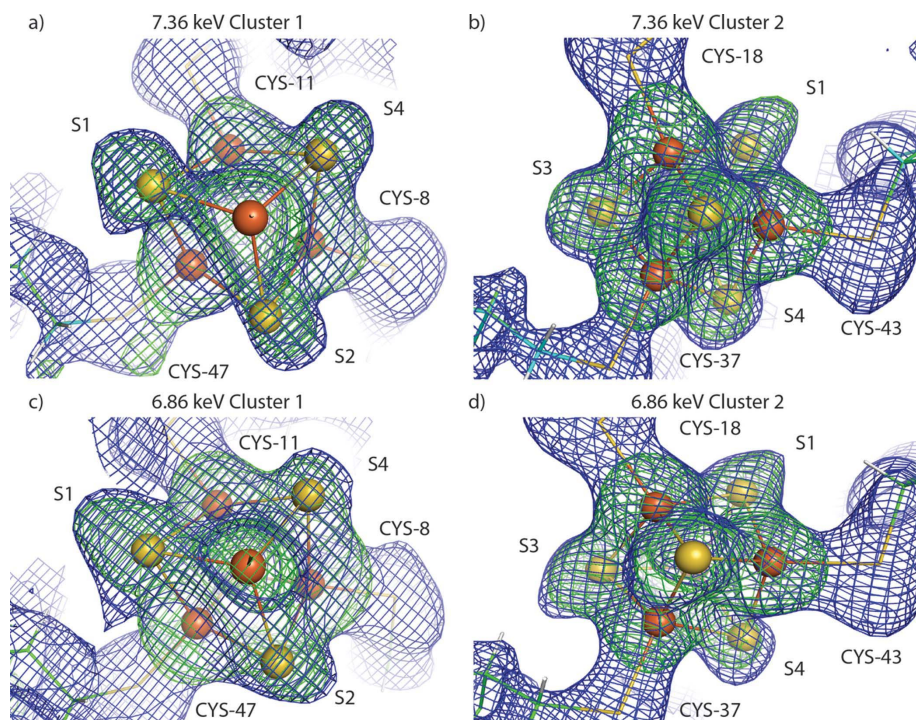 a)
7.36 keV Cluster 1
b)
7.36 keV Cluster 2
CYS-11
S4
S1
CYS-8
CYS-47
S2
CYS-18
S1
S3
S4
CYS-37
CYS-43
c)
6.86 keV Cluster 1
d)
6.86 keV Cluster 2
CYS-11
S4
S1
CYS-8
CYS-47
S2
CYS-18
S1
S3
S4
CYS-43
CYS-37